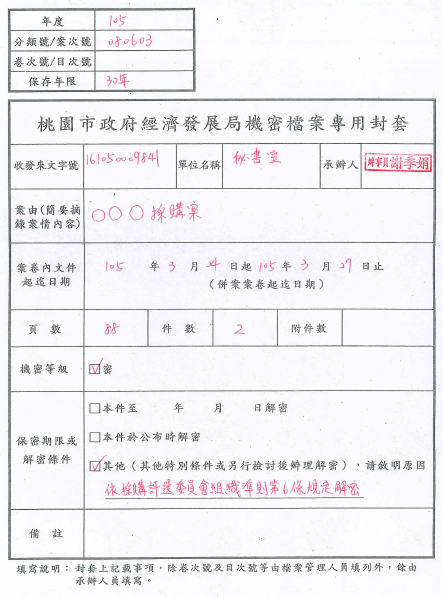 年度 105
分類號/案次號 080603
卷次號/目次號
保存年限 30年
桃園市政府經濟發展局機密檔案專用封套
收發來文字號 161050009841 單位名稱 秘書室 承辦人 辦事員謝季娟
案由(簡要摘錄案情內容) ○○○採購案
案卷內文件起迄日期 105 年 3 月 24 日起 105 年 3 月 27 日止
(併案案卷起迄日期)
頁數 88 件數 2 附件數
機密等級 ☑密
保密期限或解密條件
□本件至 年 月 日解密
□本件於公布時解密
☑其他(其他特別條件或另行檢討後辦理解密),請敘明原因
依採購評選委員會組織準則第6條規定解密
備註
填寫說明:封套上記載事項,除卷次號及目次號等由檔案管理人員填列外,餘由
承辦人員填寫。